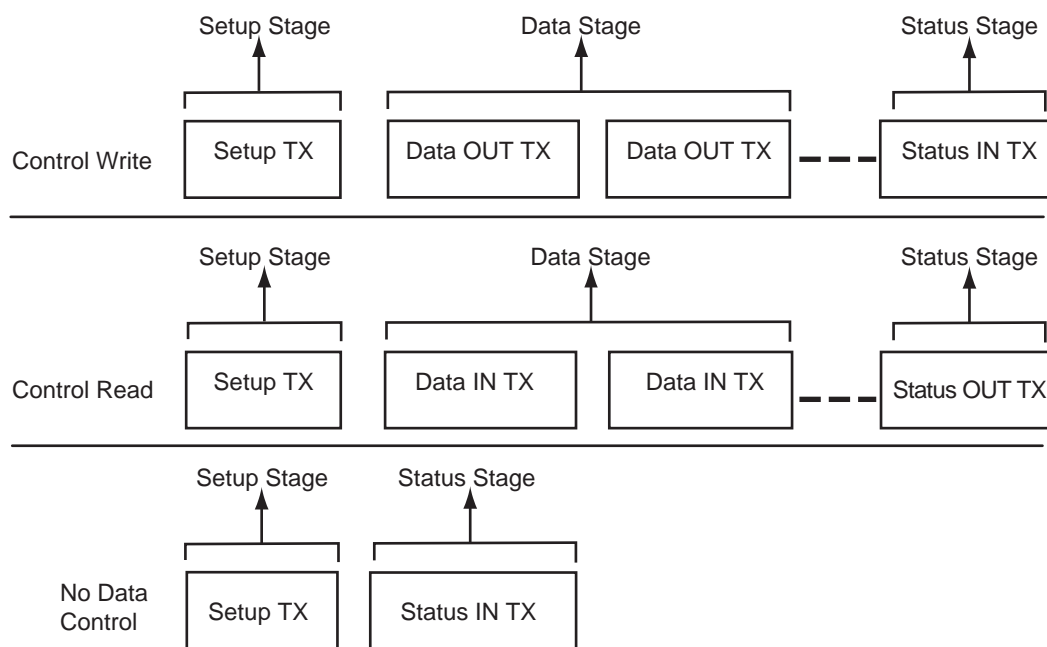 Setup Stage Data Stage Status Stage
Control Write Setup TX Data OUT TX Data OUT TX Status IN TX
Setup Stage Data Stage Status Stage
Control Read Setup TX Data IN TX Data IN TX Status OUT TX
Setup Stage Status Stage
No Data
Control
Setup TX Status IN TX